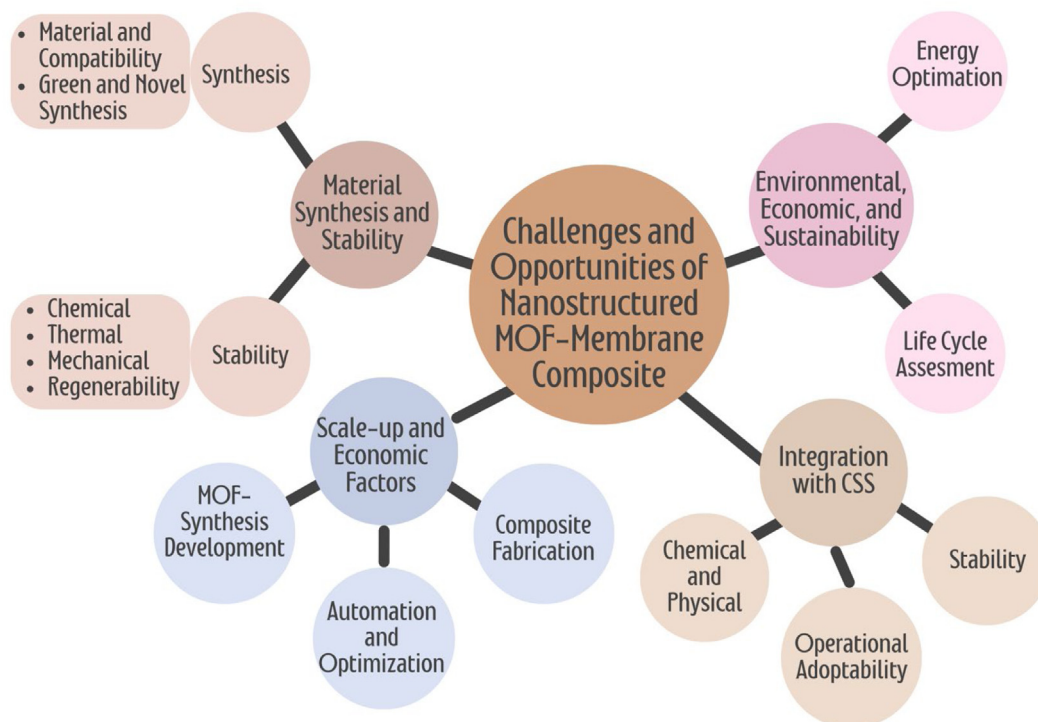 • Material and
Compatibility
• Green and Novel
Synthesis
Synthesis
Material
Synthesis and
Stability
• Chemical
• Thermal
• Mechanical
• Regenerability
Stability
Challenges and
Opportunities of
Nanostructured
MOF-Membrane
Composite
Energy
Optimation
Environmental,
Economic, and
Sustainability
Life Cycle
Assesment
Scale-up and
Economic
Factors
MOF-
Synthesis
Development
Automation
and
Optimization
Composite
Fabrication
Integration
with CSS
Chemical
and
Physical
Operational
Adoptability
Stability